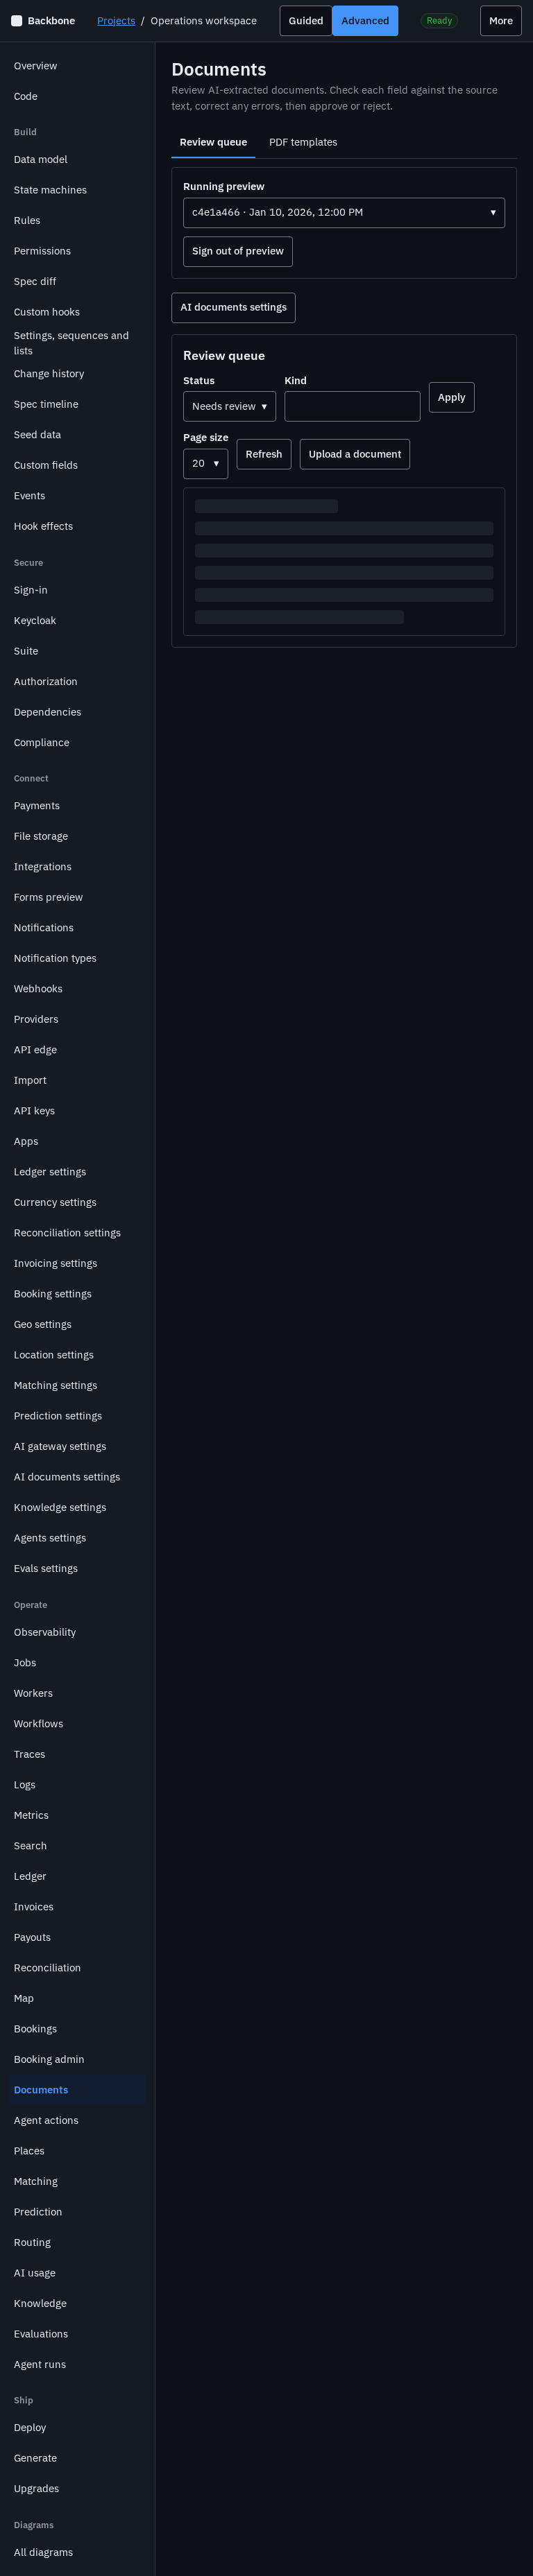 Backbone
Projects / Operations workspace
Guided
Advanced
Ready
More
Overview
Code
Build
Data model
State machines
Rules
Permissions
Spec diff
Custom hooks
Settings, sequences and
lists
Change history
Spec timeline
Seed data
Custom fields
Events
Hook effects
Secure
Sign-in
Keycloak
Suite
Authorization
Dependencies
Compliance
Connect
Payments
File storage
Integrations
Forms preview
Notifications
Notification types
Webhooks
Providers
API edge
Import
API keys
Apps
Ledger settings
Currency settings
Reconciliation settings
Invoicing settings
Booking settings
Geo settings
Location settings
Matching settings
Prediction settings
AI gateway settings
AI documents settings
Knowledge settings
Agents settings
Evals settings
Operate
Observability
Jobs
Workers
Workflows
Traces
Logs
Metrics
Search
Ledger
Invoices
Payouts
Reconciliation
Map
Bookings
Booking admin
Documents
Agent actions
Places
Matching
Prediction
Routing
AI usage
Knowledge
Evaluations
Agent runs
Ship
Deploy
Generate
Upgrades
Diagrams
All diagrams
Documents
Review AI-extracted documents. Check each field against the source
text, correct any errors, then approve or reject.
Review queue
PDF templates
Running preview
c4e1a466 · Jan 10, 2026, 12:00 PM
Sign out of preview
AI documents settings
Review queue
Status
Kind
Needs review
Apply
Page size
20
Refresh
Upload a document